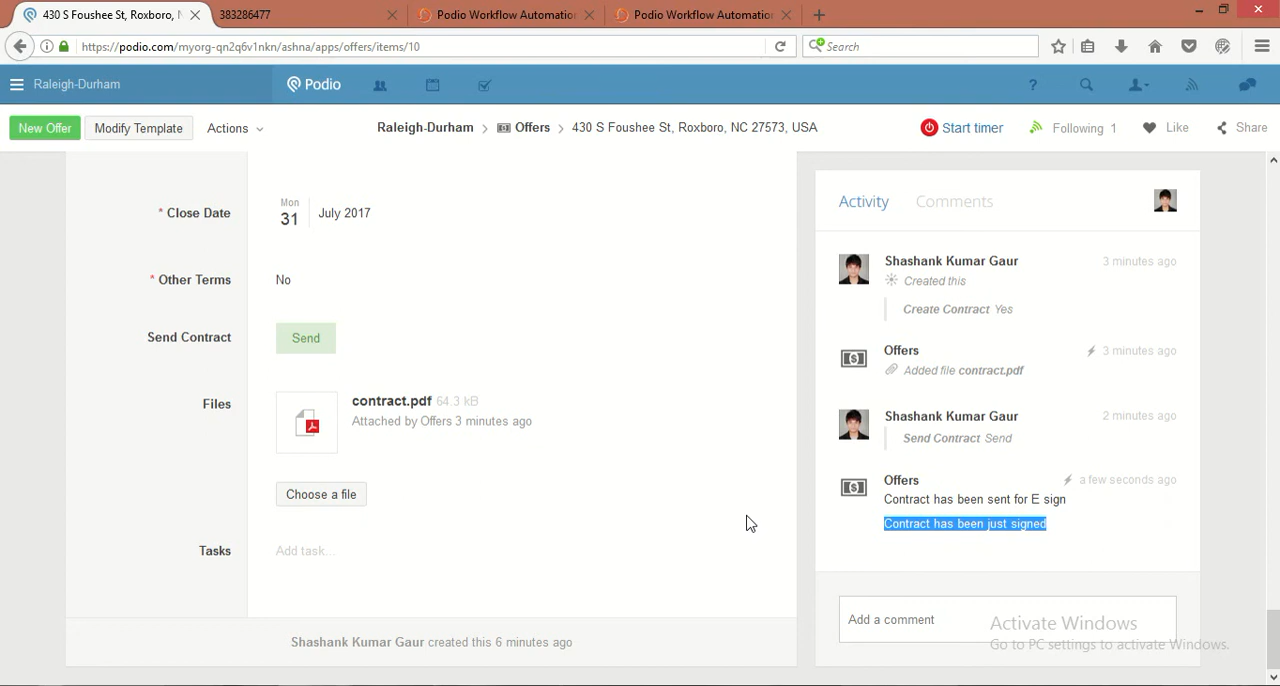 430 S Foushee St, Roxboro, N
383286477
Podio Workflow Automation
Podio Workflow Automation
https://podio.com/myorg-qn2q6v1nkn/ashna/apps/offers/items/10
Search
Raleigh-Durham
Podio
New Offer
Modify Template
Actions
Raleigh-Durham > Offers > 430 S Foushee St, Roxboro, NC 27573, USA
Start timer
Following 1
Like
Share
* Close Date
Mon
31
July 2017
* Other Terms
No
Send Contract
Send
Files
contract.pdf 64.3 kB
Attached by Offers 3 minutes ago
Choose a file
Tasks
Add task...
Shashank Kumar Gaur created this 6 minutes ago
Activity
Comments
Shashank Kumar Gaur
3 minutes ago
Created this
Create Contract Yes
Offers
3 minutes ago
Added file contract.pdf
Shashank Kumar Gaur
2 minutes ago
Send Contract Send
Offers
a few seconds ago
Contract has been sent for E sign
Contract has been just signed
Add a comment
Activate Windows
Go to PC settings to activate Windows.